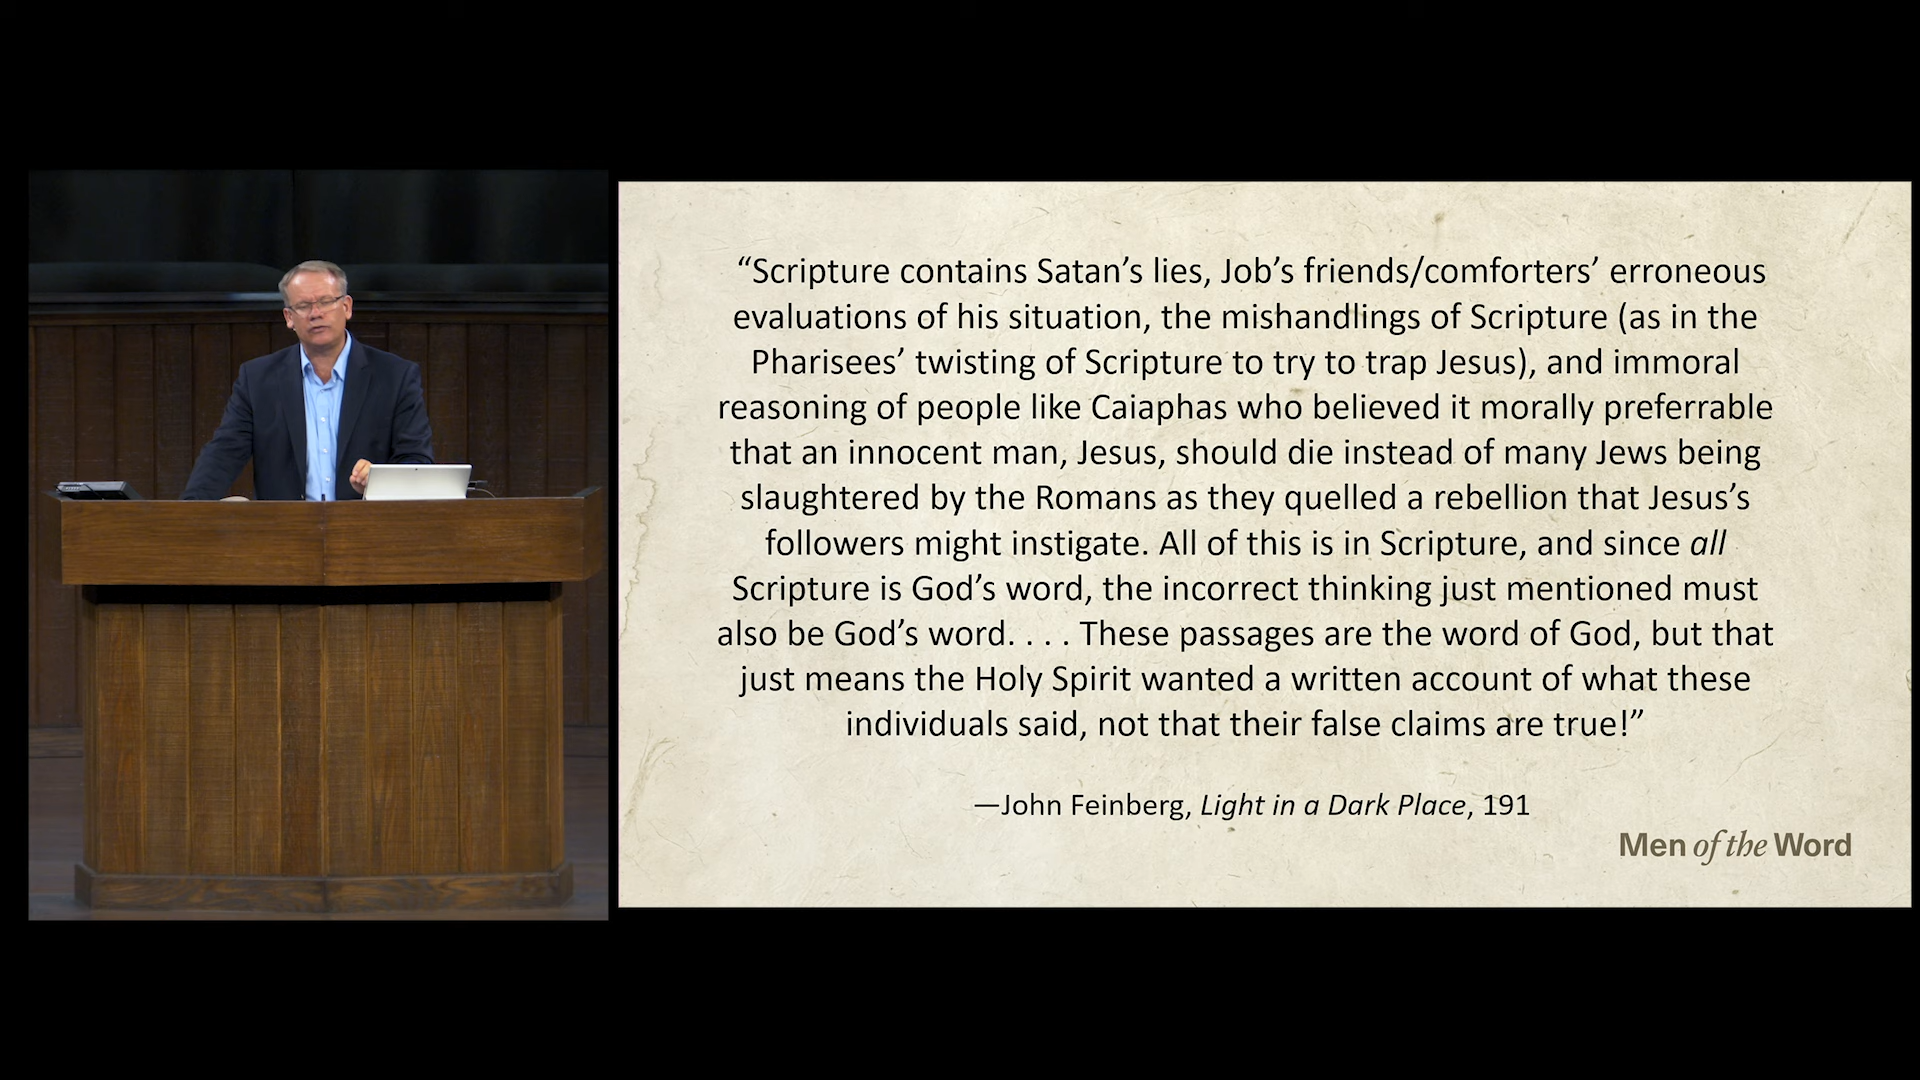 “Scripture contains Satan’s lies, Job’s friends/comforters’ erroneous
evaluations of his situation, the mishandlings of Scripture (as in the
Pharisees’ twisting of Scripture to try to trap Jesus), and immoral
reasoning of people like Caiaphas who believed it morally preferrable
that an innocent man, Jesus, should die instead of many Jews being
slaughtered by the Romans as they quelled a rebellion that Jesus’s
followers might instigate. All of this is in Scripture, and since all
Scripture is God’s word, the incorrect thinking just mentioned must
also be God’s word. . . . These passages are the word of God, but that
just means the Holy Spirit wanted a written account of what these
individuals said, not that their false claims are true!”
—John Feinberg, Light in a Dark Place, 191
Men of the Word